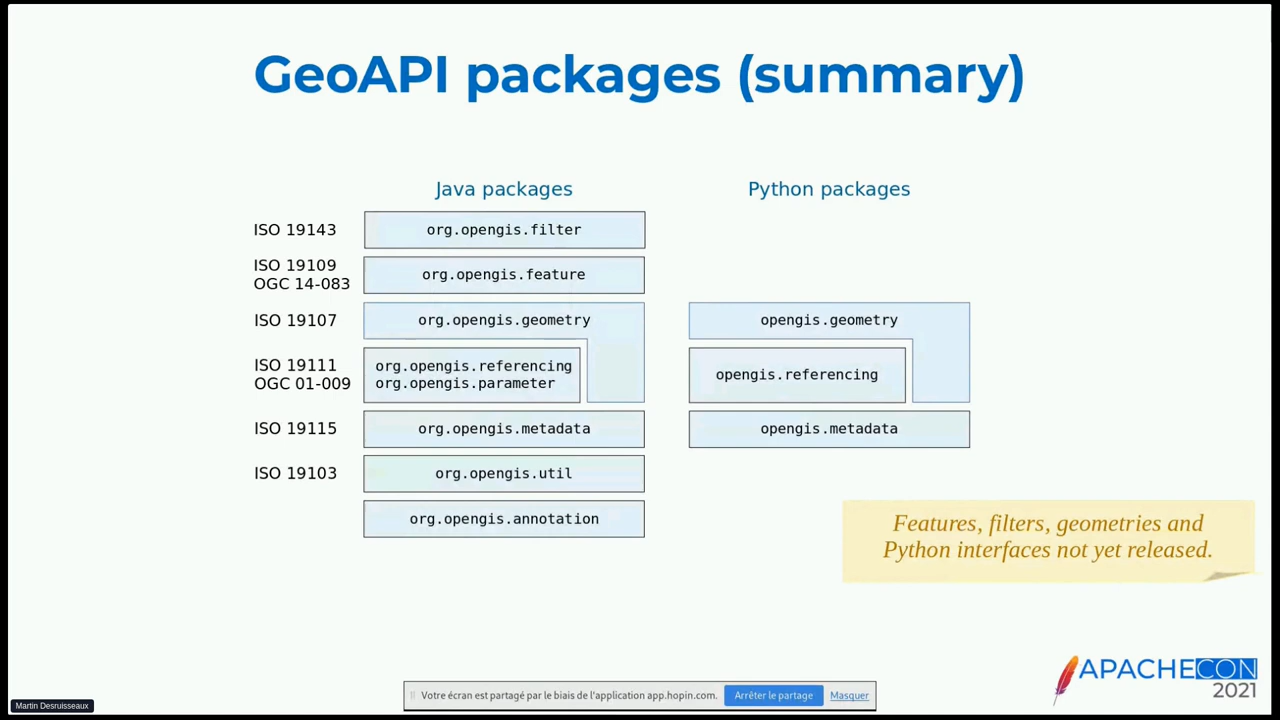 GeoAPI packages (summary)
Java packages
Python packages
ISO 19143
org.opengis.filter
ISO 19109
OGC 14-083
org.opengis.feature
ISO 19107
org.opengis.geometry
opengis.geometry
ISO 19111
OGC 01-009
org.opengis.referencing
org.opengis.parameter
opengis.referencing
ISO 19115
org.opengis.metadata
opengis.metadata
ISO 19103
org.opengis.util
org.opengis.annotation
Features, filters, geometries and
Python interfaces not yet released.
APACHECON
2021
Votre écran est partagé par le biais de l'application app.hopin.com.
Arrêter le partage
Masquer
Martin Desruisseaux